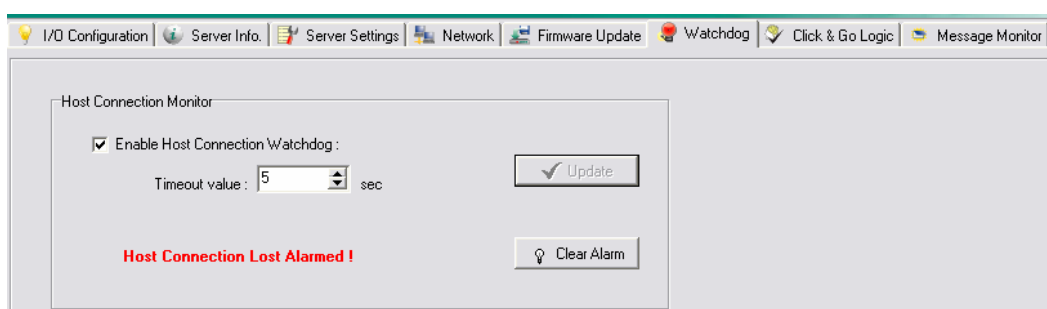 I/O Configuration Server Info. Server Settings Network Firmware Update Watchdog Click & Go Logic Message Monitor
Host Connection Monitor
Enable Host Connection Watchdog :
Timeout value : 5 sec
Update
Host Connection Lost Alarmed !
Clear Alarm